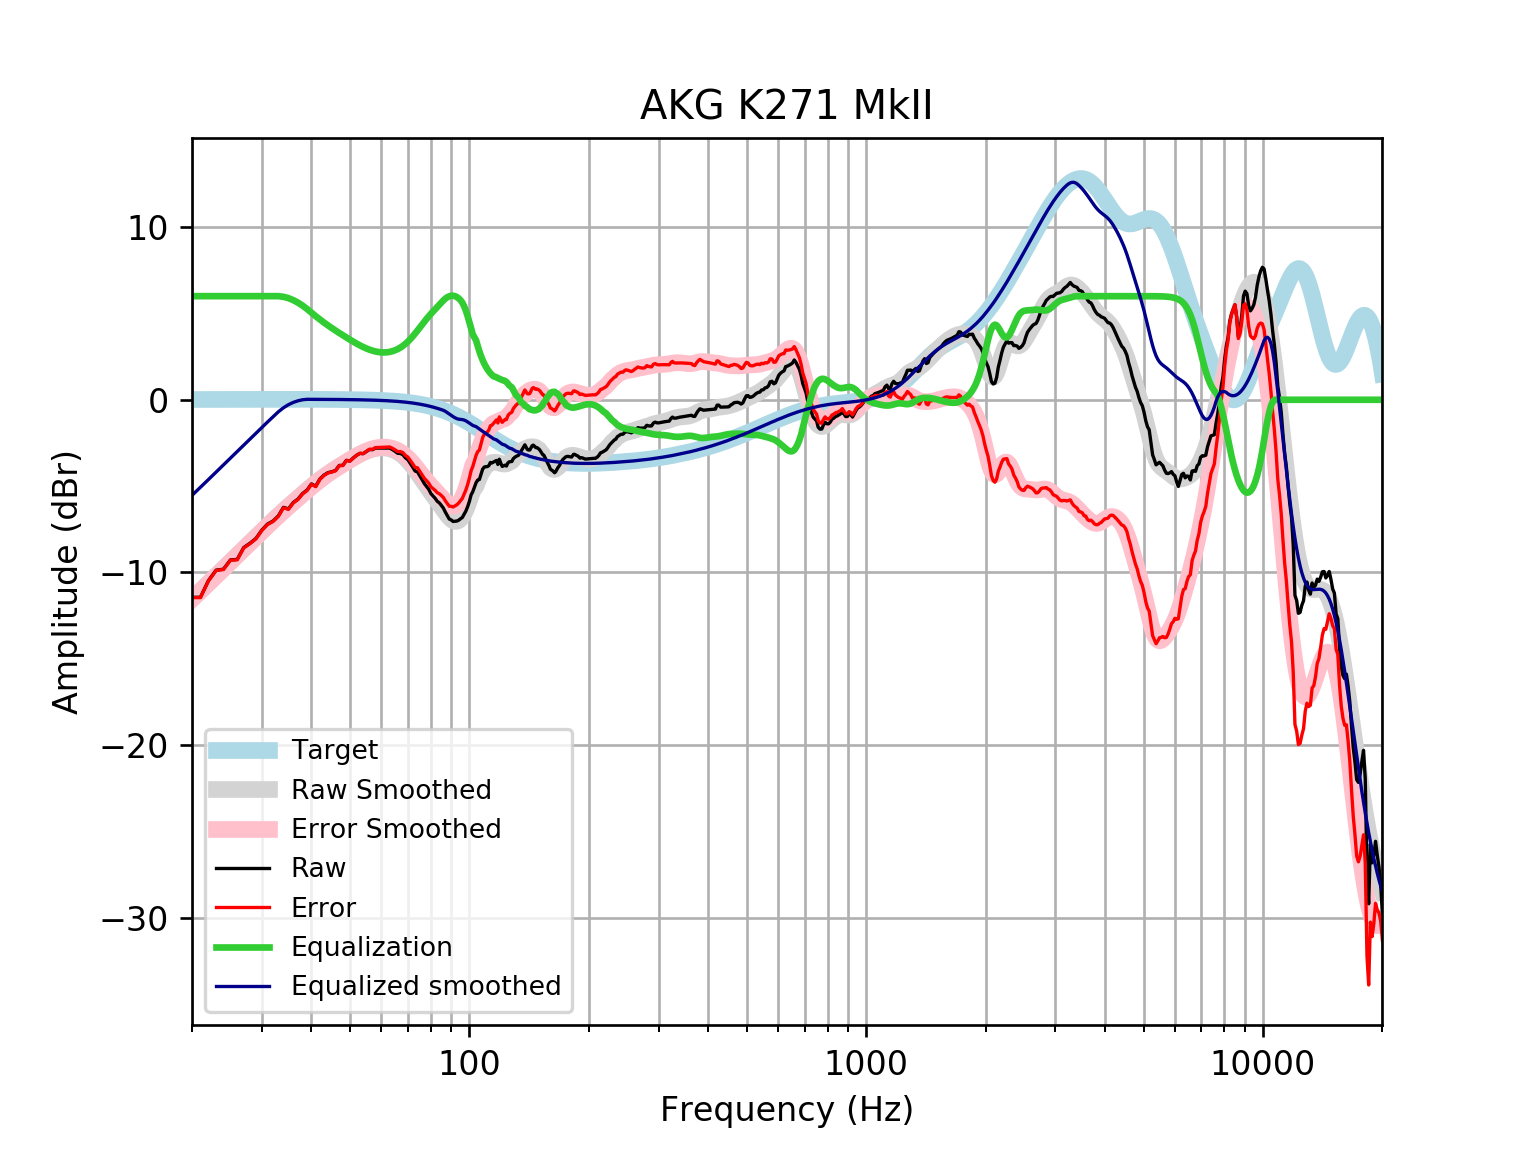 AKG K271 MkII
Amplitude (dBr)
10
0
−10
−20
−30
Target
Raw Smoothed
Error Smoothed
Raw
Error
Equalization
Equalized smoothed
100
1000
10000
Frequency (Hz)